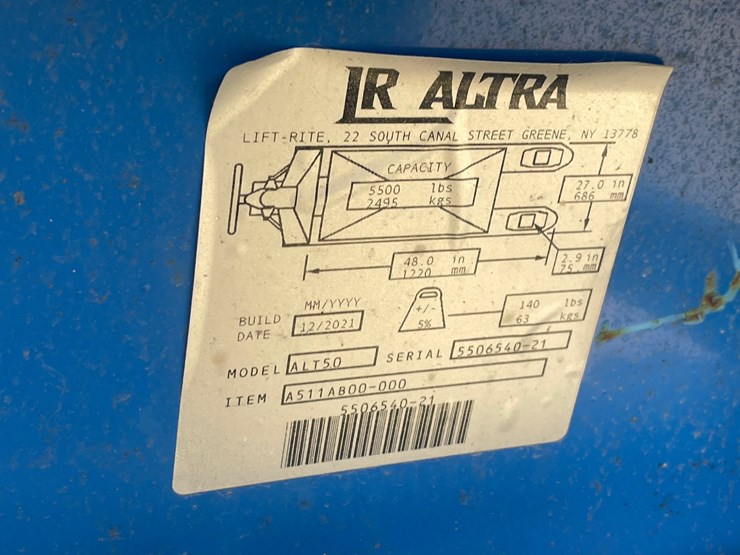 LR ALTRA
LIFT-RITE, 22 SOUTH CANAL STREET GREENE, NY 13778
CAPACITY
5500 lbs
2495 kgs
27.0 in
686 mm
48.0 in
1220 mm
2.9 in
75 mm
MM/YYYY
BUILD DATE 12/2021
+/-
5%
140 lbs
63 kgs
MODEL ALT50 SERIAL 5506540-21
ITEM A511AB00-000
5506540-21